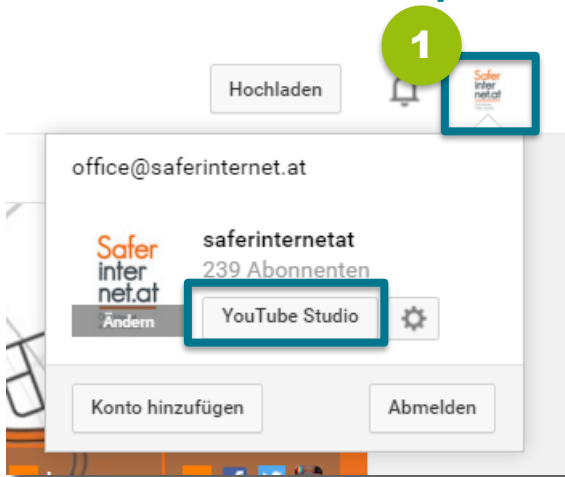 1
Hochladen
Safer
inter
net.at
office@saferinternet.at
Safer
inter
net.at
Ändern
saferinternetat
239 Abonnenten
YouTube Studio
Konto hinzufügen
Abmelden